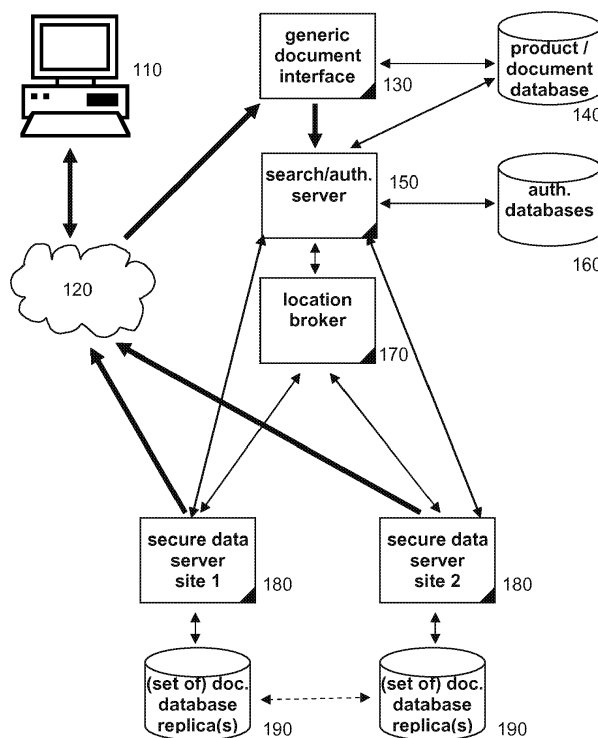 110
generic
document
interface
130
product /
document
database
140
search/auth.
server
150
auth.
databases
160
120
location
broker
170
secure data
server
site 1
180
secure data
server
site 2
180
(set of) doc.
database
replica(s)
190
(set of) doc.
database
replica(s)
190